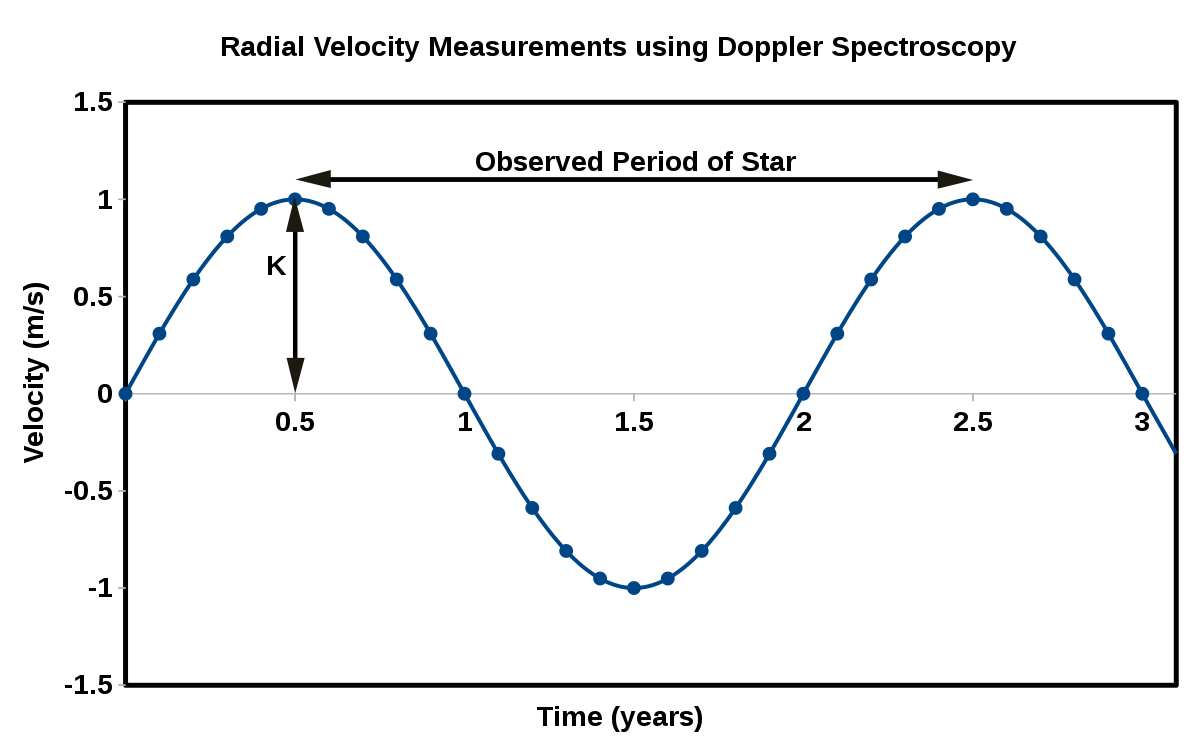 Radial Velocity Measurements using Doppler Spectroscopy
1.5
Observed Period of Star
1
K
0.5
Velocity (m/s)
0
0.5 1 1.5 2 2.5 3
-0.5
-1
-1.5
Time (years)